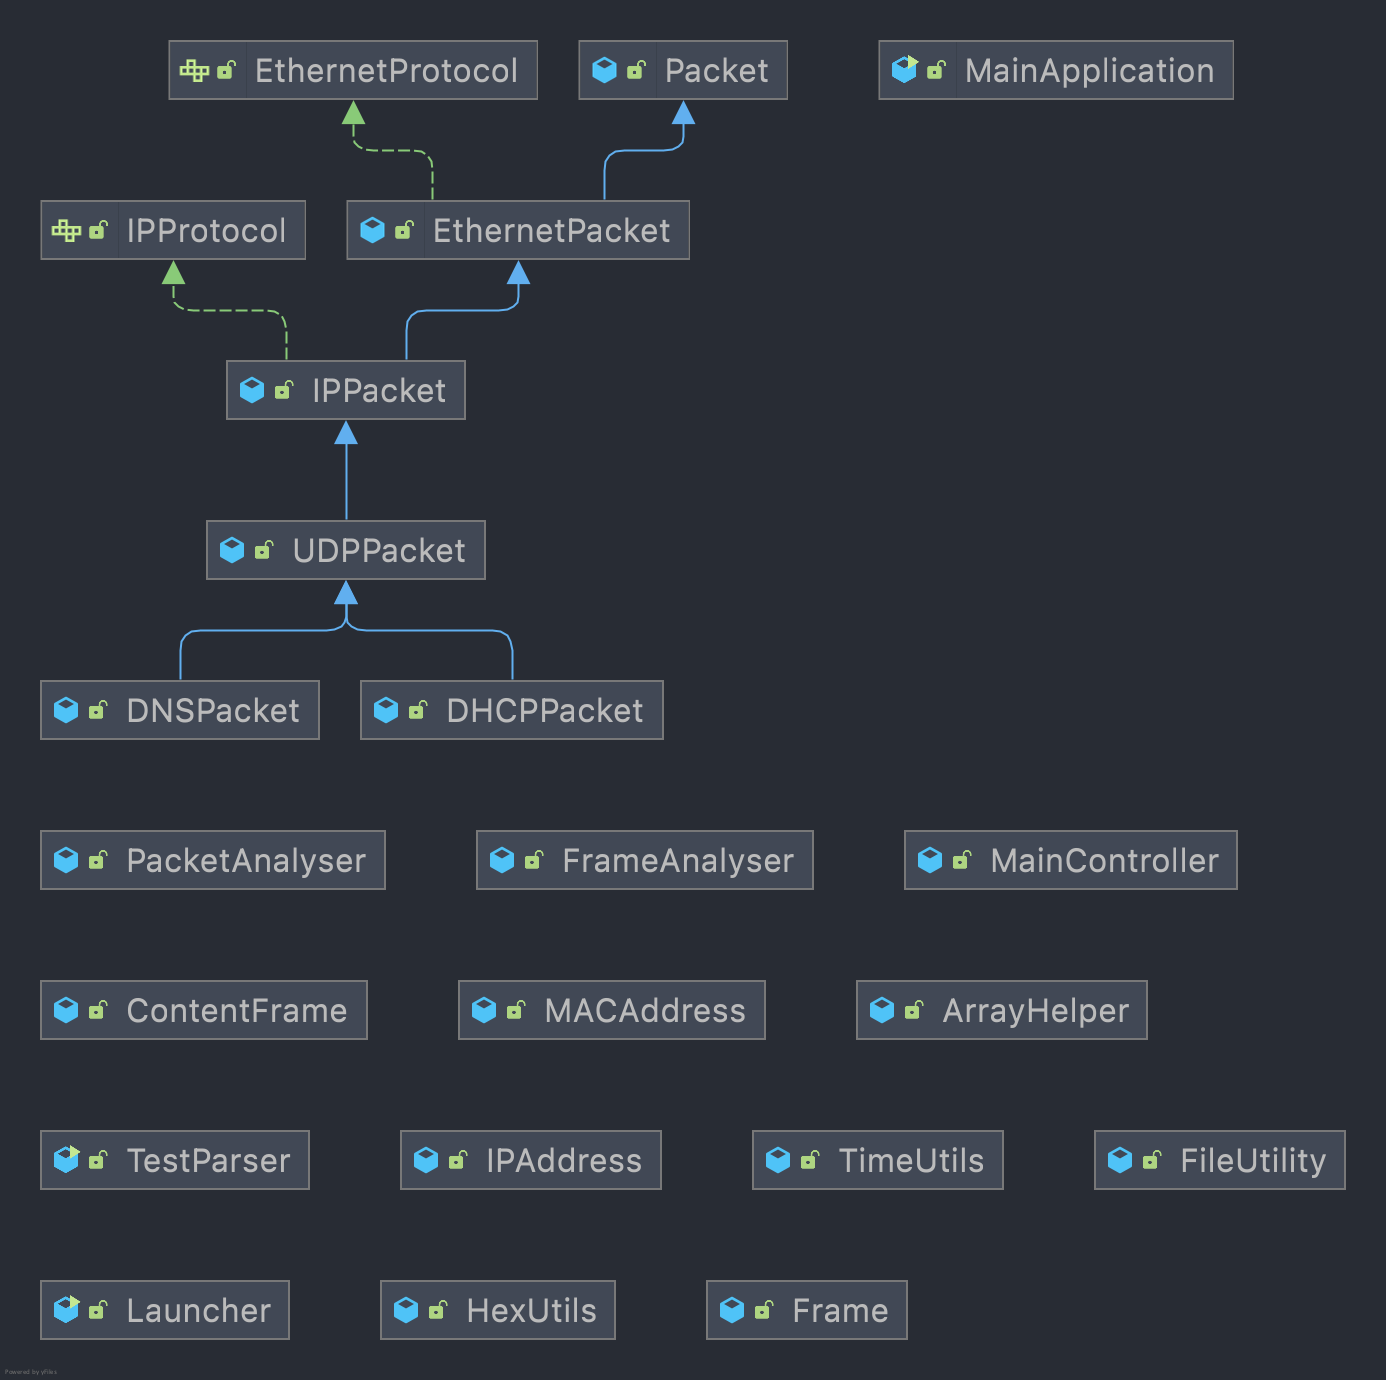 EthernetProtocol Packet MainApplication
IPProtocol EthernetPacket
IPPacket
UDPPacket
DNSPacket DHCPPacket
PacketAnalyser FrameAnalyser MainController
ContentFrame MACAddress ArrayHelper
TestParser IPAddress TimeUtils FileUtility
Launcher HexUtils Frame
Powered by yFiles